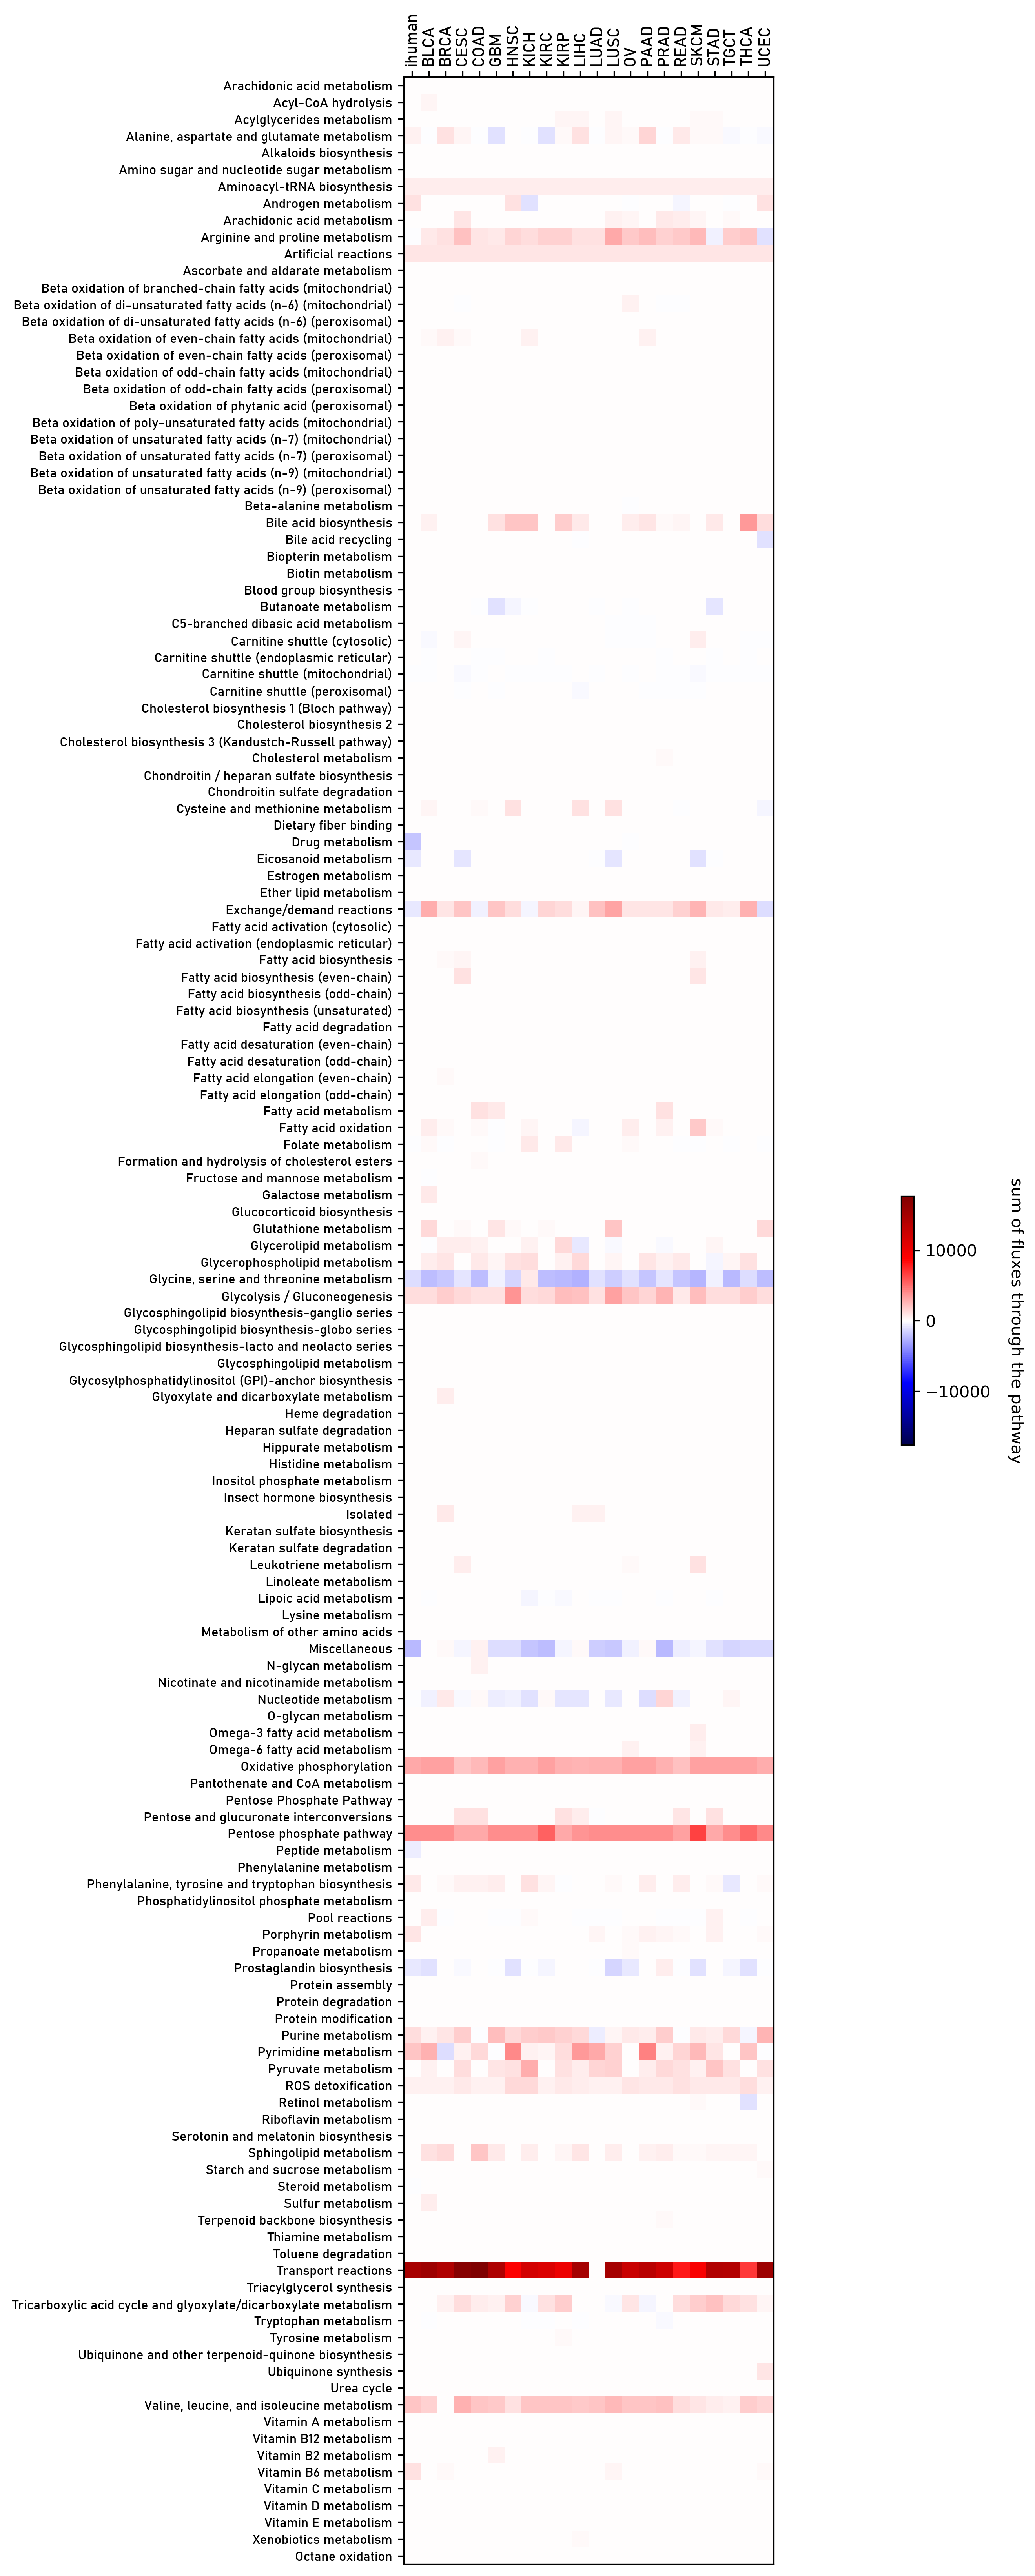 ihuman
BLCA
BRCA
CESC
COAD
GBM
HNSC
KICH
KIRC
KIRP
LIHC
LUAD
LUSC
OV
PAAD
PRAD
READ
SKCM
STAD
TGCT
THCA
UCEC
Arachidonic acid metabolism
Acyl-CoA hydrolysis
Acylglycerides metabolism
Alanine, aspartate and glutamate metabolism
Alkaloids biosynthesis
Amino sugar and nucleotide sugar metabolism
Aminoacyl-tRNA biosynthesis
Androgen metabolism
Arachidonic acid metabolism
Arginine and proline metabolism
Artificial reactions
Ascorbate and aldarate metabolism
Beta oxidation of branched-chain fatty acids (mitochondrial)
Beta oxidation of di-unsaturated fatty acids (n-6) (mitochondrial)
Beta oxidation of di-unsaturated fatty acids (n-6) (peroxisomal)
Beta oxidation of even-chain fatty acids (mitochondrial)
Beta oxidation of even-chain fatty acids (peroxisomal)
Beta oxidation of odd-chain fatty acids (mitochondrial)
Beta oxidation of odd-chain fatty acids (peroxisomal)
Beta oxidation of phytanic acid (peroxisomal)
Beta oxidation of poly-unsaturated fatty acids (mitochondrial)
Beta oxidation of unsaturated fatty acids (n-7) (mitochondrial)
Beta oxidation of unsaturated fatty acids (n-7) (peroxisomal)
Beta oxidation of unsaturated fatty acids (n-9) (mitochondrial)
Beta oxidation of unsaturated fatty acids (n-9) (peroxisomal)
Beta-alanine metabolism
Bile acid biosynthesis
Bile acid recycling
Biopterin metabolism
Biotin metabolism
Blood group biosynthesis
Butanoate metabolism
C5-branched dibasic acid metabolism
Carnitine shuttle (cytosolic)
Carnitine shuttle (endoplasmic reticular)
Carnitine shuttle (mitochondrial)
Carnitine shuttle (peroxisomal)
Cholesterol biosynthesis 1 (Bloch pathway)
Cholesterol biosynthesis 2
Cholesterol biosynthesis 3 (Kandustch-Russell pathway)
Cholesterol metabolism
Chondroitin / heparan sulfate biosynthesis
Chondroitin sulfate degradation
Cysteine and methionine metabolism
Dietary fiber binding
Drug metabolism
Eicosanoid metabolism
Estrogen metabolism
Ether lipid metabolism
Exchange/demand reactions
Fatty acid activation (cytosolic)
Fatty acid activation (endoplasmic reticular)
Fatty acid biosynthesis
Fatty acid biosynthesis (even-chain)
Fatty acid biosynthesis (odd-chain)
Fatty acid biosynthesis (unsaturated)
Fatty acid degradation
Fatty acid desaturation (even-chain)
Fatty acid desaturation (odd-chain)
Fatty acid elongation (even-chain)
Fatty acid elongation (odd-chain)
Fatty acid metabolism
Fatty acid oxidation
Folate metabolism
Formation and hydrolysis of cholesterol esters
Fructose and mannose metabolism
Galactose metabolism
Glucocorticoid biosynthesis
Glutathione metabolism
Glycerolipid metabolism
Glycerophospholipid metabolism
Glycine, serine and threonine metabolism
Glycolysis / Gluconeogenesis
Glycosphingolipid biosynthesis-ganglio series
Glycosphingolipid biosynthesis-globo series
Glycosphingolipid biosynthesis-lacto and neolacto series
Glycosphingolipid metabolism
Glycosylphosphatidylinositol (GPI)-anchor biosynthesis
Glyoxylate and dicarboxylate metabolism
Heme degradation
Heparan sulfate degradation
Hippurate metabolism
Histidine metabolism
Inositol phosphate metabolism
Insect hormone biosynthesis
Isolated
Keratan sulfate biosynthesis
Keratan sulfate degradation
Leukotriene metabolism
Linoleate metabolism
Lipoic acid metabolism
Lysine metabolism
Metabolism of other amino acids
Miscellaneous
N-glycan metabolism
Nicotinate and nicotinamide metabolism
Nucleotide metabolism
O-glycan metabolism
Omega-3 fatty acid metabolism
Omega-6 fatty acid metabolism
Oxidative phosphorylation
Pantothenate and CoA metabolism
Pentose Phosphate Pathway
Pentose and glucuronate interconversions
Pentose phosphate pathway
Peptide metabolism
Phenylalanine metabolism
Phenylalanine, tyrosine and tryptophan biosynthesis
Phosphatidylinositol phosphate metabolism
Pool reactions
Porphyrin metabolism
Propanoate metabolism
Prostaglandin biosynthesis
Protein assembly
Protein degradation
Protein modification
Purine metabolism
Pyrimidine metabolism
Pyruvate metabolism
ROS detoxification
Retinol metabolism
Riboflavin metabolism
Serotonin and melatonin biosynthesis
Sphingolipid metabolism
Starch and sucrose metabolism
Steroid metabolism
Sulfur metabolism
Terpenoid backbone biosynthesis
Thiamine metabolism
Toluene degradation
Transport reactions
Triacylglycerol synthesis
Tricarboxylic acid cycle and glyoxylate/dicarboxylate metabolism
Tryptophan metabolism
Tyrosine metabolism
Ubiquinone and other terpenoid-quinone biosynthesis
Ubiquinone synthesis
Urea cycle
Valine, leucine, and isoleucine metabolism
Vitamin A metabolism
Vitamin B12 metabolism
Vitamin B2 metabolism
Vitamin B6 metabolism
Vitamin C metabolism
Vitamin D metabolism
Vitamin E metabolism
Xenobiotics metabolism
Octane oxidation
10000
0
−10000
sum of fluxes through the pathway